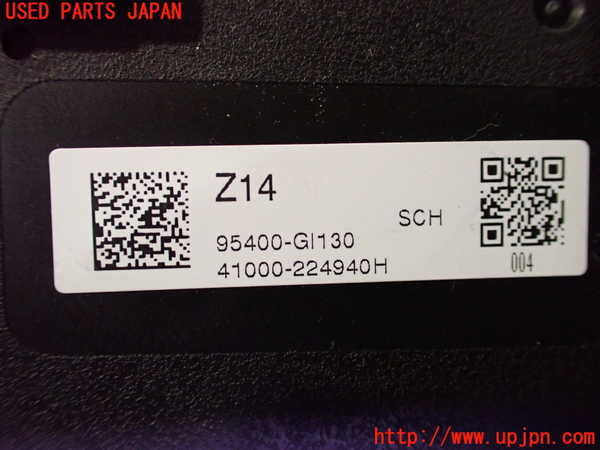 USED PARTS JAPAN
Z14
SCH
95400-GI130
41000-224940H
004
http://www.upjpn.com/